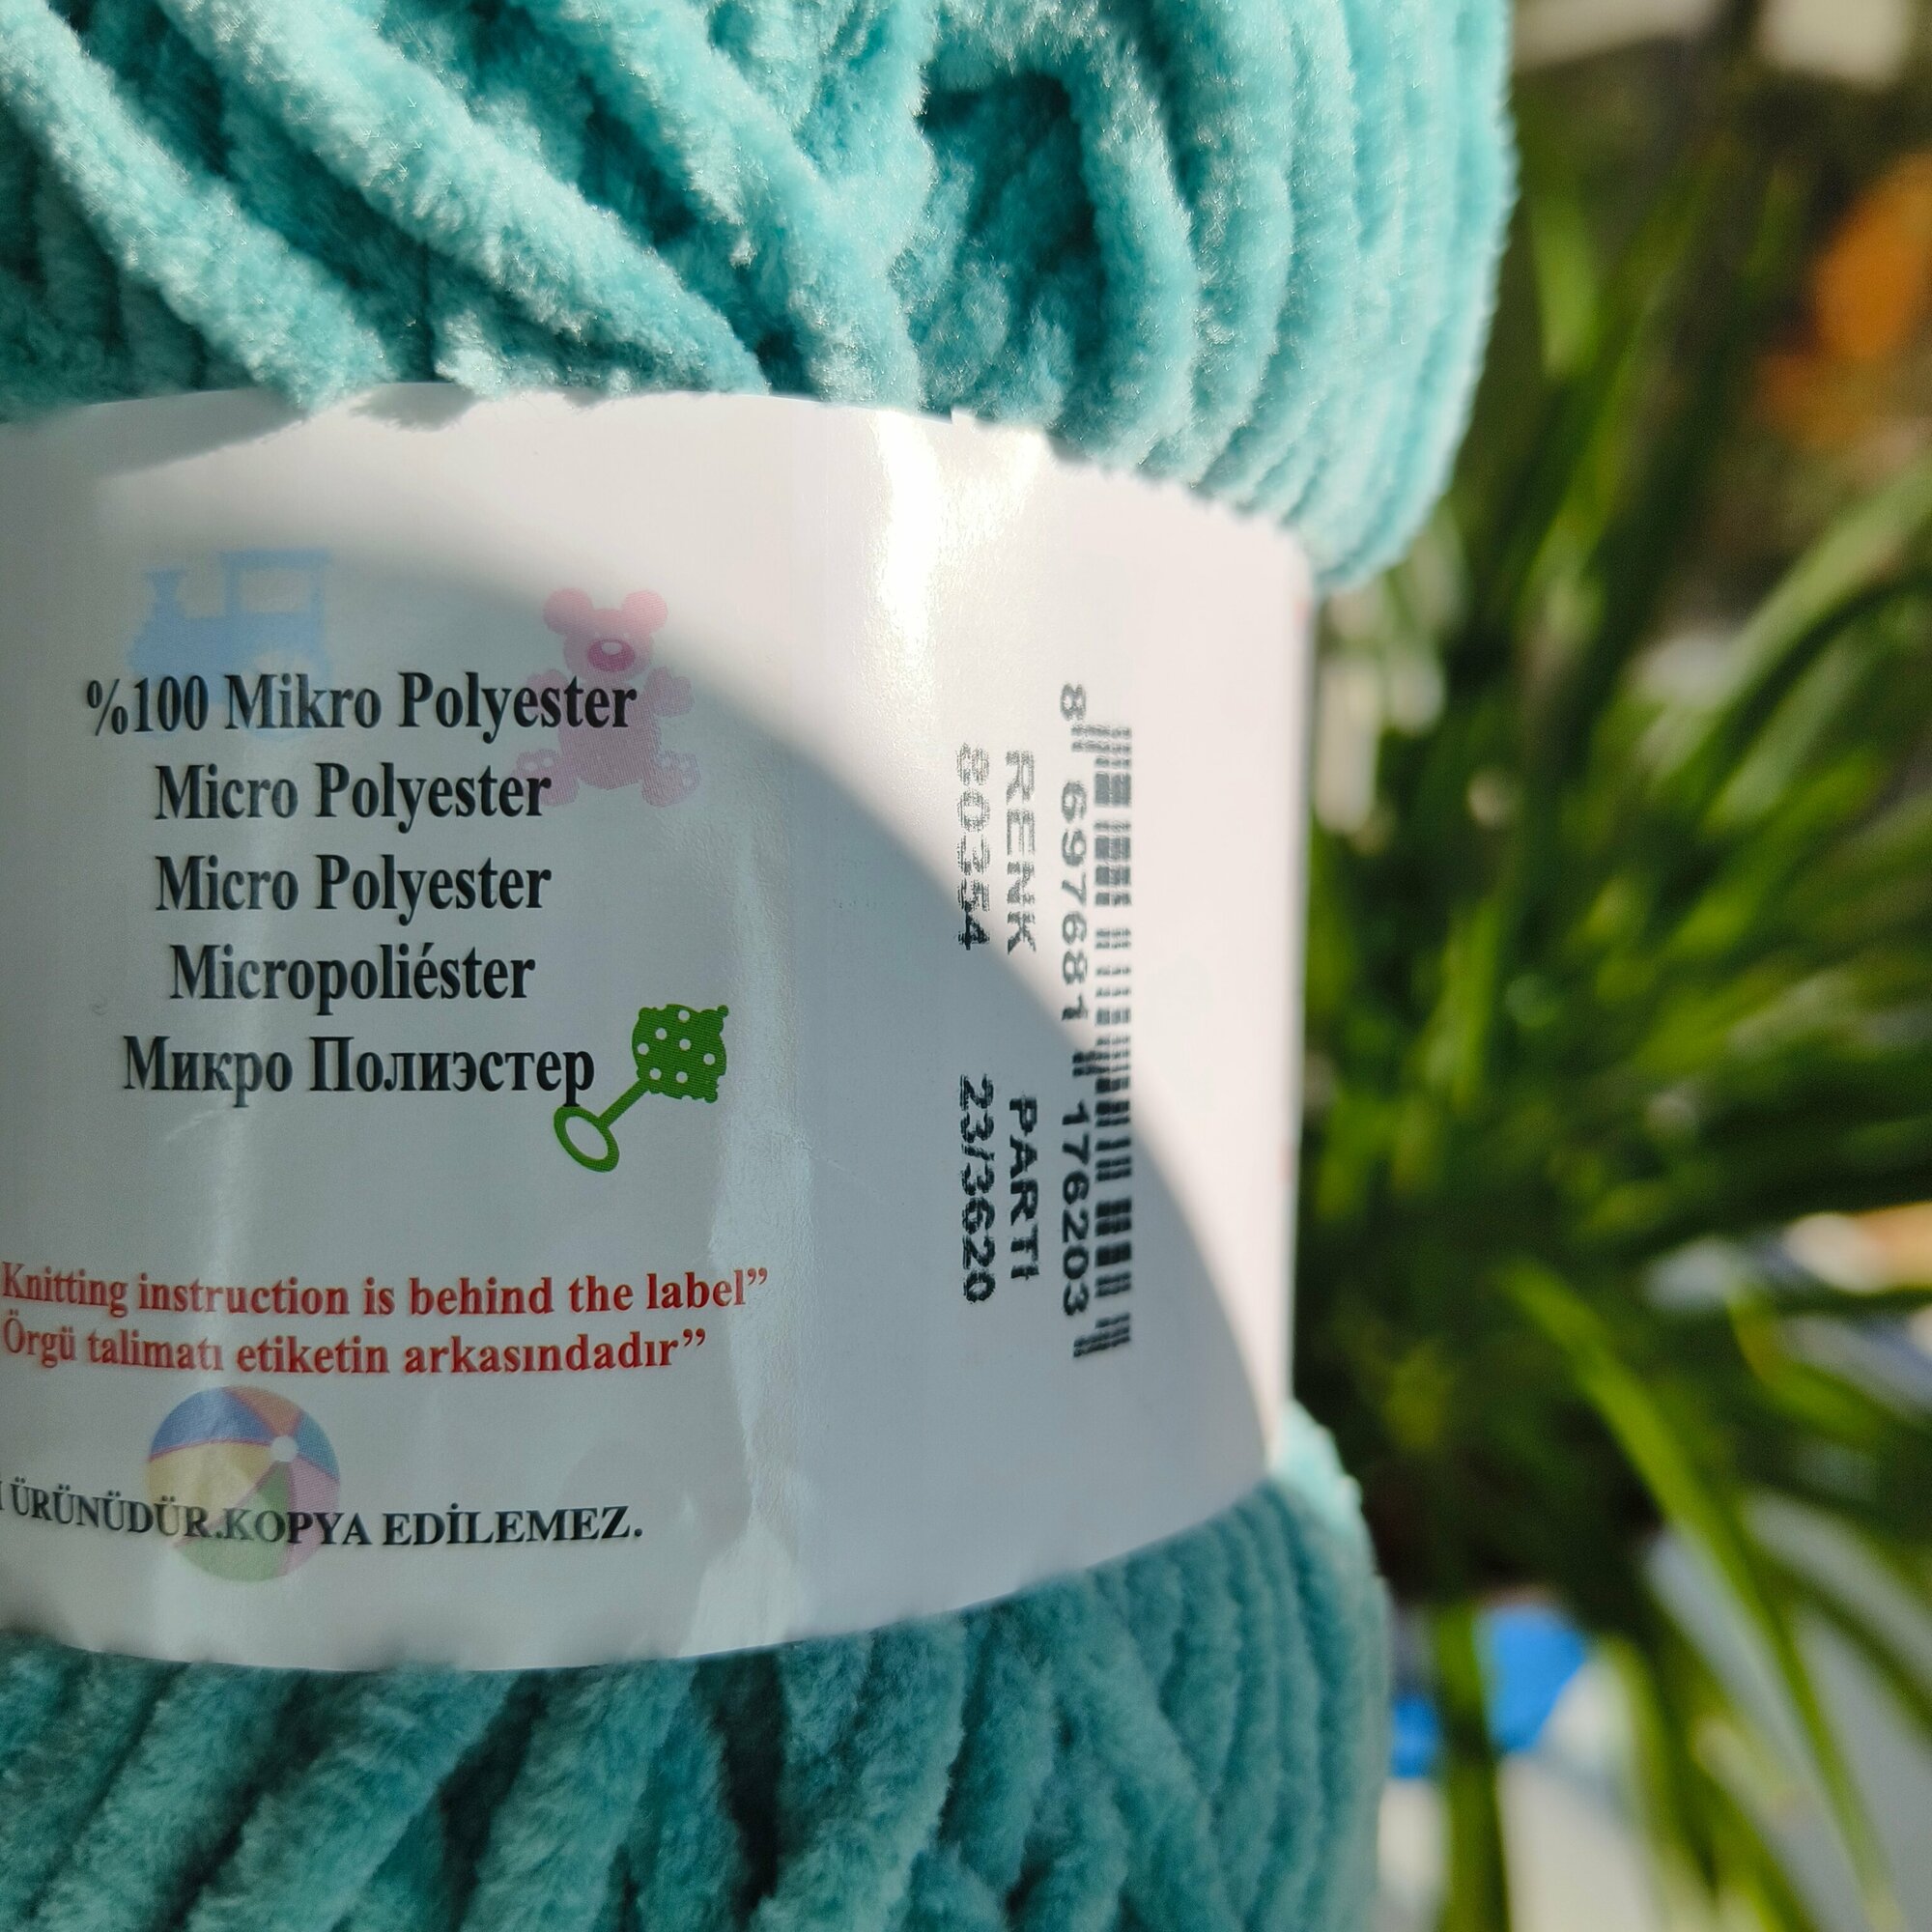 %100 Mikro Polyester
Micro Polyester
Micro Polyester
Micropoliéster
Микро Полиэстер
Knitting instruction is behind the label”
Örgü talimatı etiketin arkasındadır”
ÜRÜNÜDÜR.KOPYA EDİLEMEZ.
8 697681 176203
RENK PARTI
80354 23/3620